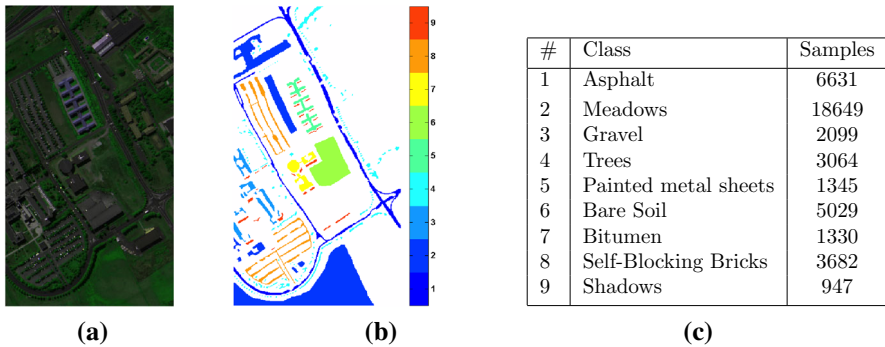 9
8
7
6
5
4
3
2
1
# Class Samples
1 Asphalt 6631
2 Meadows 18649
3 Gravel 2099
4 Trees 3064
5 Painted metal sheets 1345
6 Bare Soil 5029
7 Bitumen 1330
8 Self-Blocking Bricks 3682
9 Shadows 947
(a) (b) (c)